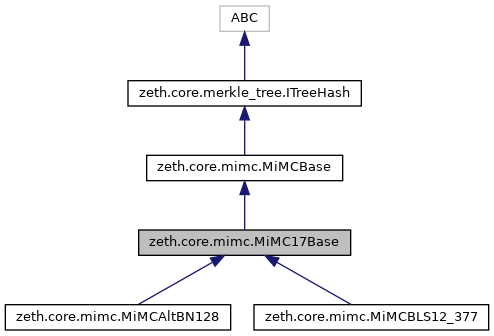 ABC
zeth.core.merkle_tree.ITreeHash
zeth.core.mimc.MiMCBase
zeth.core.mimc.MiMC17Base
zeth.core.mimc.MiMCAltBN128
zeth.core.mimc.MiMCBLS12_377